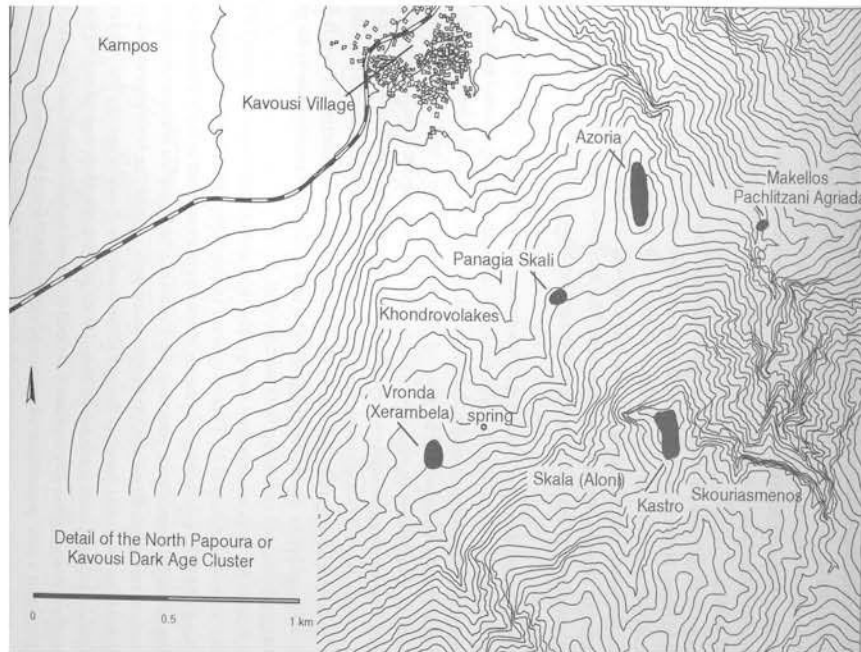 Kampos
Kavousi Village
Azoria
Makellos
Pachlitzani Agriada
Panagia Skali
Khondrovolakes
Vronda
(Xerambela)
spring
Skala (Aloni)
Kastro
Skouriasmenos
Detail of the North Papoura or
Kavousi Dark Age Cluster
0
0.5
1 km